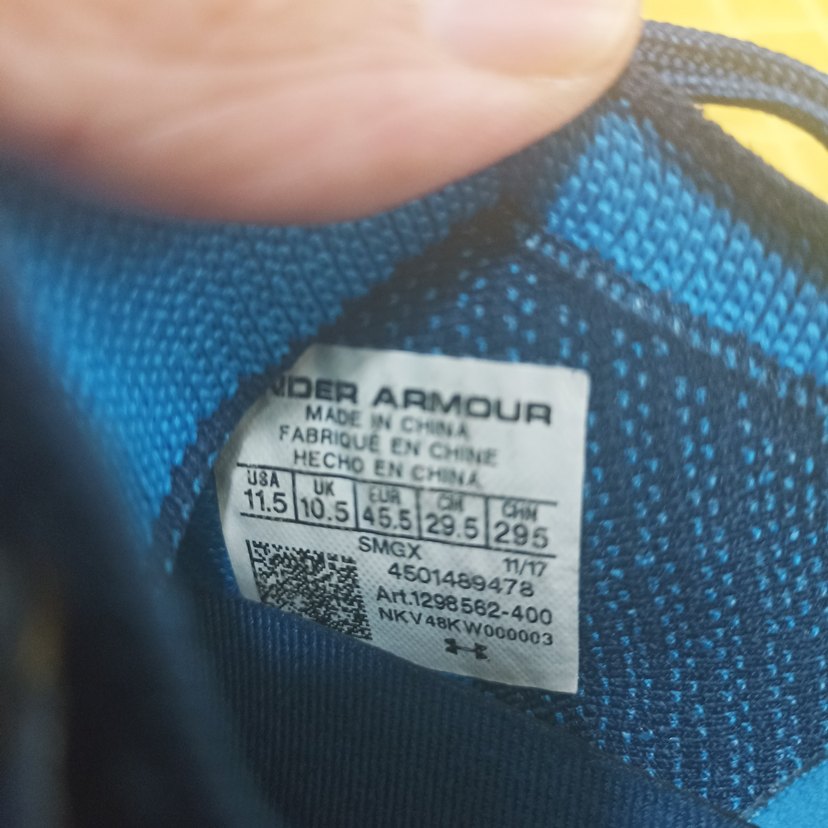 NDER ARMOUR
MADE IN CHINA
FABRIQUÉ EN CHINE
HECHO EN CHINA
USA UK EUR CM CHN
11.5 10.5 45.5 29.5 295
SMGX
11/17
4501489478
Art.1298562-400
NKV48KW000003